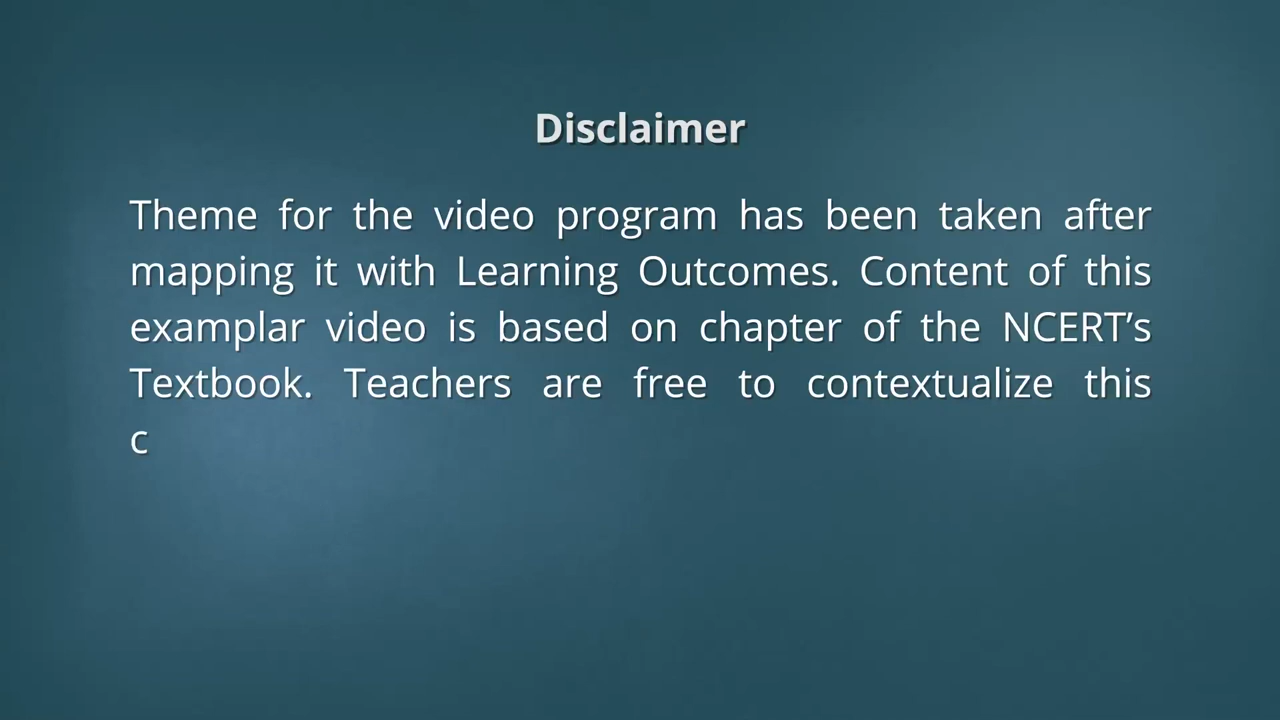 Disclaimer
Theme for the video program has been taken after
mapping it with Learning Outcomes. Content of this
examplar video is based on chapter of the NCERT’s
Textbook. Teachers are free to contextualize this
c